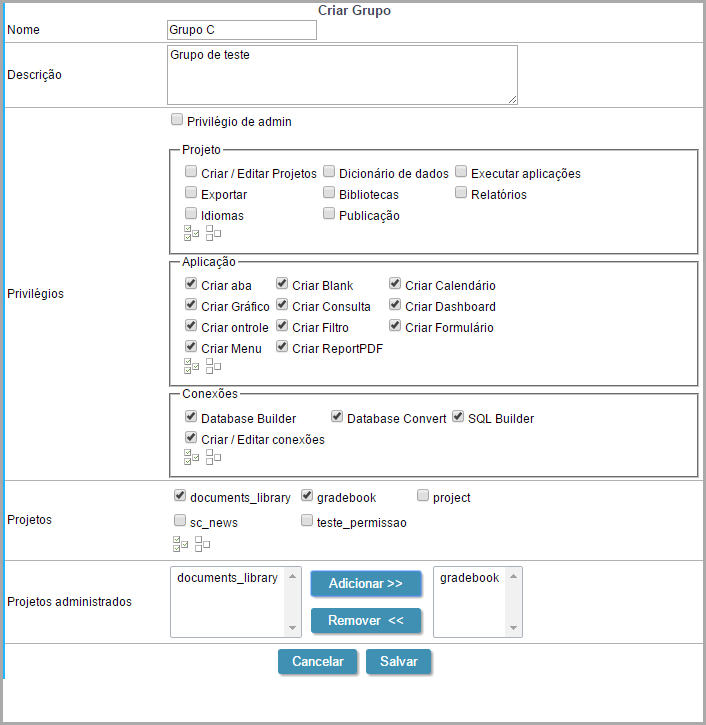 Criar Grupo
Nome Grupo C
Descrição Grupo de teste
Privilégio de admin
Projeto
Criar / Editar Projetos Dicionário de dados Executar aplicações
Exportar Bibliotecas Relatórios
Idiomas Publicação
Privilégios
Aplicação
Criar aba Criar Blank Criar Calendário
Criar Gráfico Criar Consulta Criar Dashboard
Criar ontrole Criar Filtro Criar Formulário
Criar Menu Criar ReportPDF
Conexões
Database Builder Database Convert SQL Builder
Criar / Editar conexões
Projetos documents_library gradebook project
sc_news teste_permissao
Projetos administrados documents_library Adicionar >> gradebook
Remover <<
Cancelar Salvar